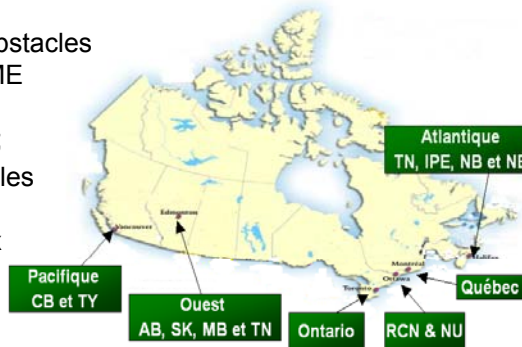 ostacles
ME
les
Atlantique
TN, IPE, NB et NE
Edmonton
Vancouver
Montréal
Ottawa
Halifax
Toronto
Pacifique
CB et TY
Ouest
AB, SK, MB et TN
Ontario
RCN & NU
Québec